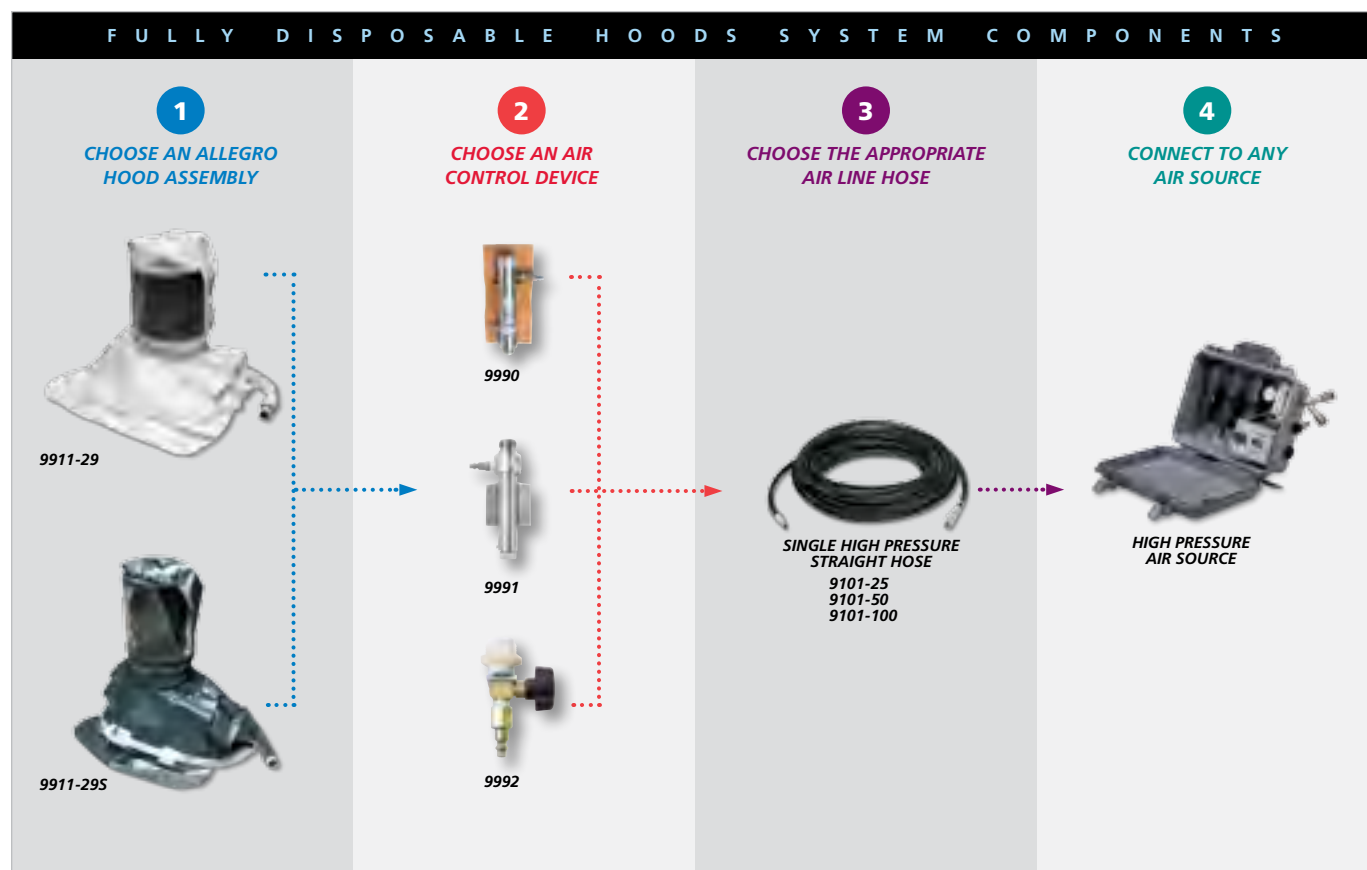 FULLY DISPOSABLE HOODS SYSTEM COMPONENTS
1
CHOOSE AN ALLEGRO
HOOD ASSEMBLY
9911-29
9911-29S
2
CHOOSE AN AIR
CONTROL DEVICE
9990
9991
9992
3
CHOOSE THE APPROPRIATE
AIR LINE HOSE
SINGLE HIGH PRESSURE
STRAIGHT HOSE
9101-25
9101-50
9101-100
4
CONNECT TO ANY
AIR SOURCE
HIGH PRESSURE
AIR SOURCE